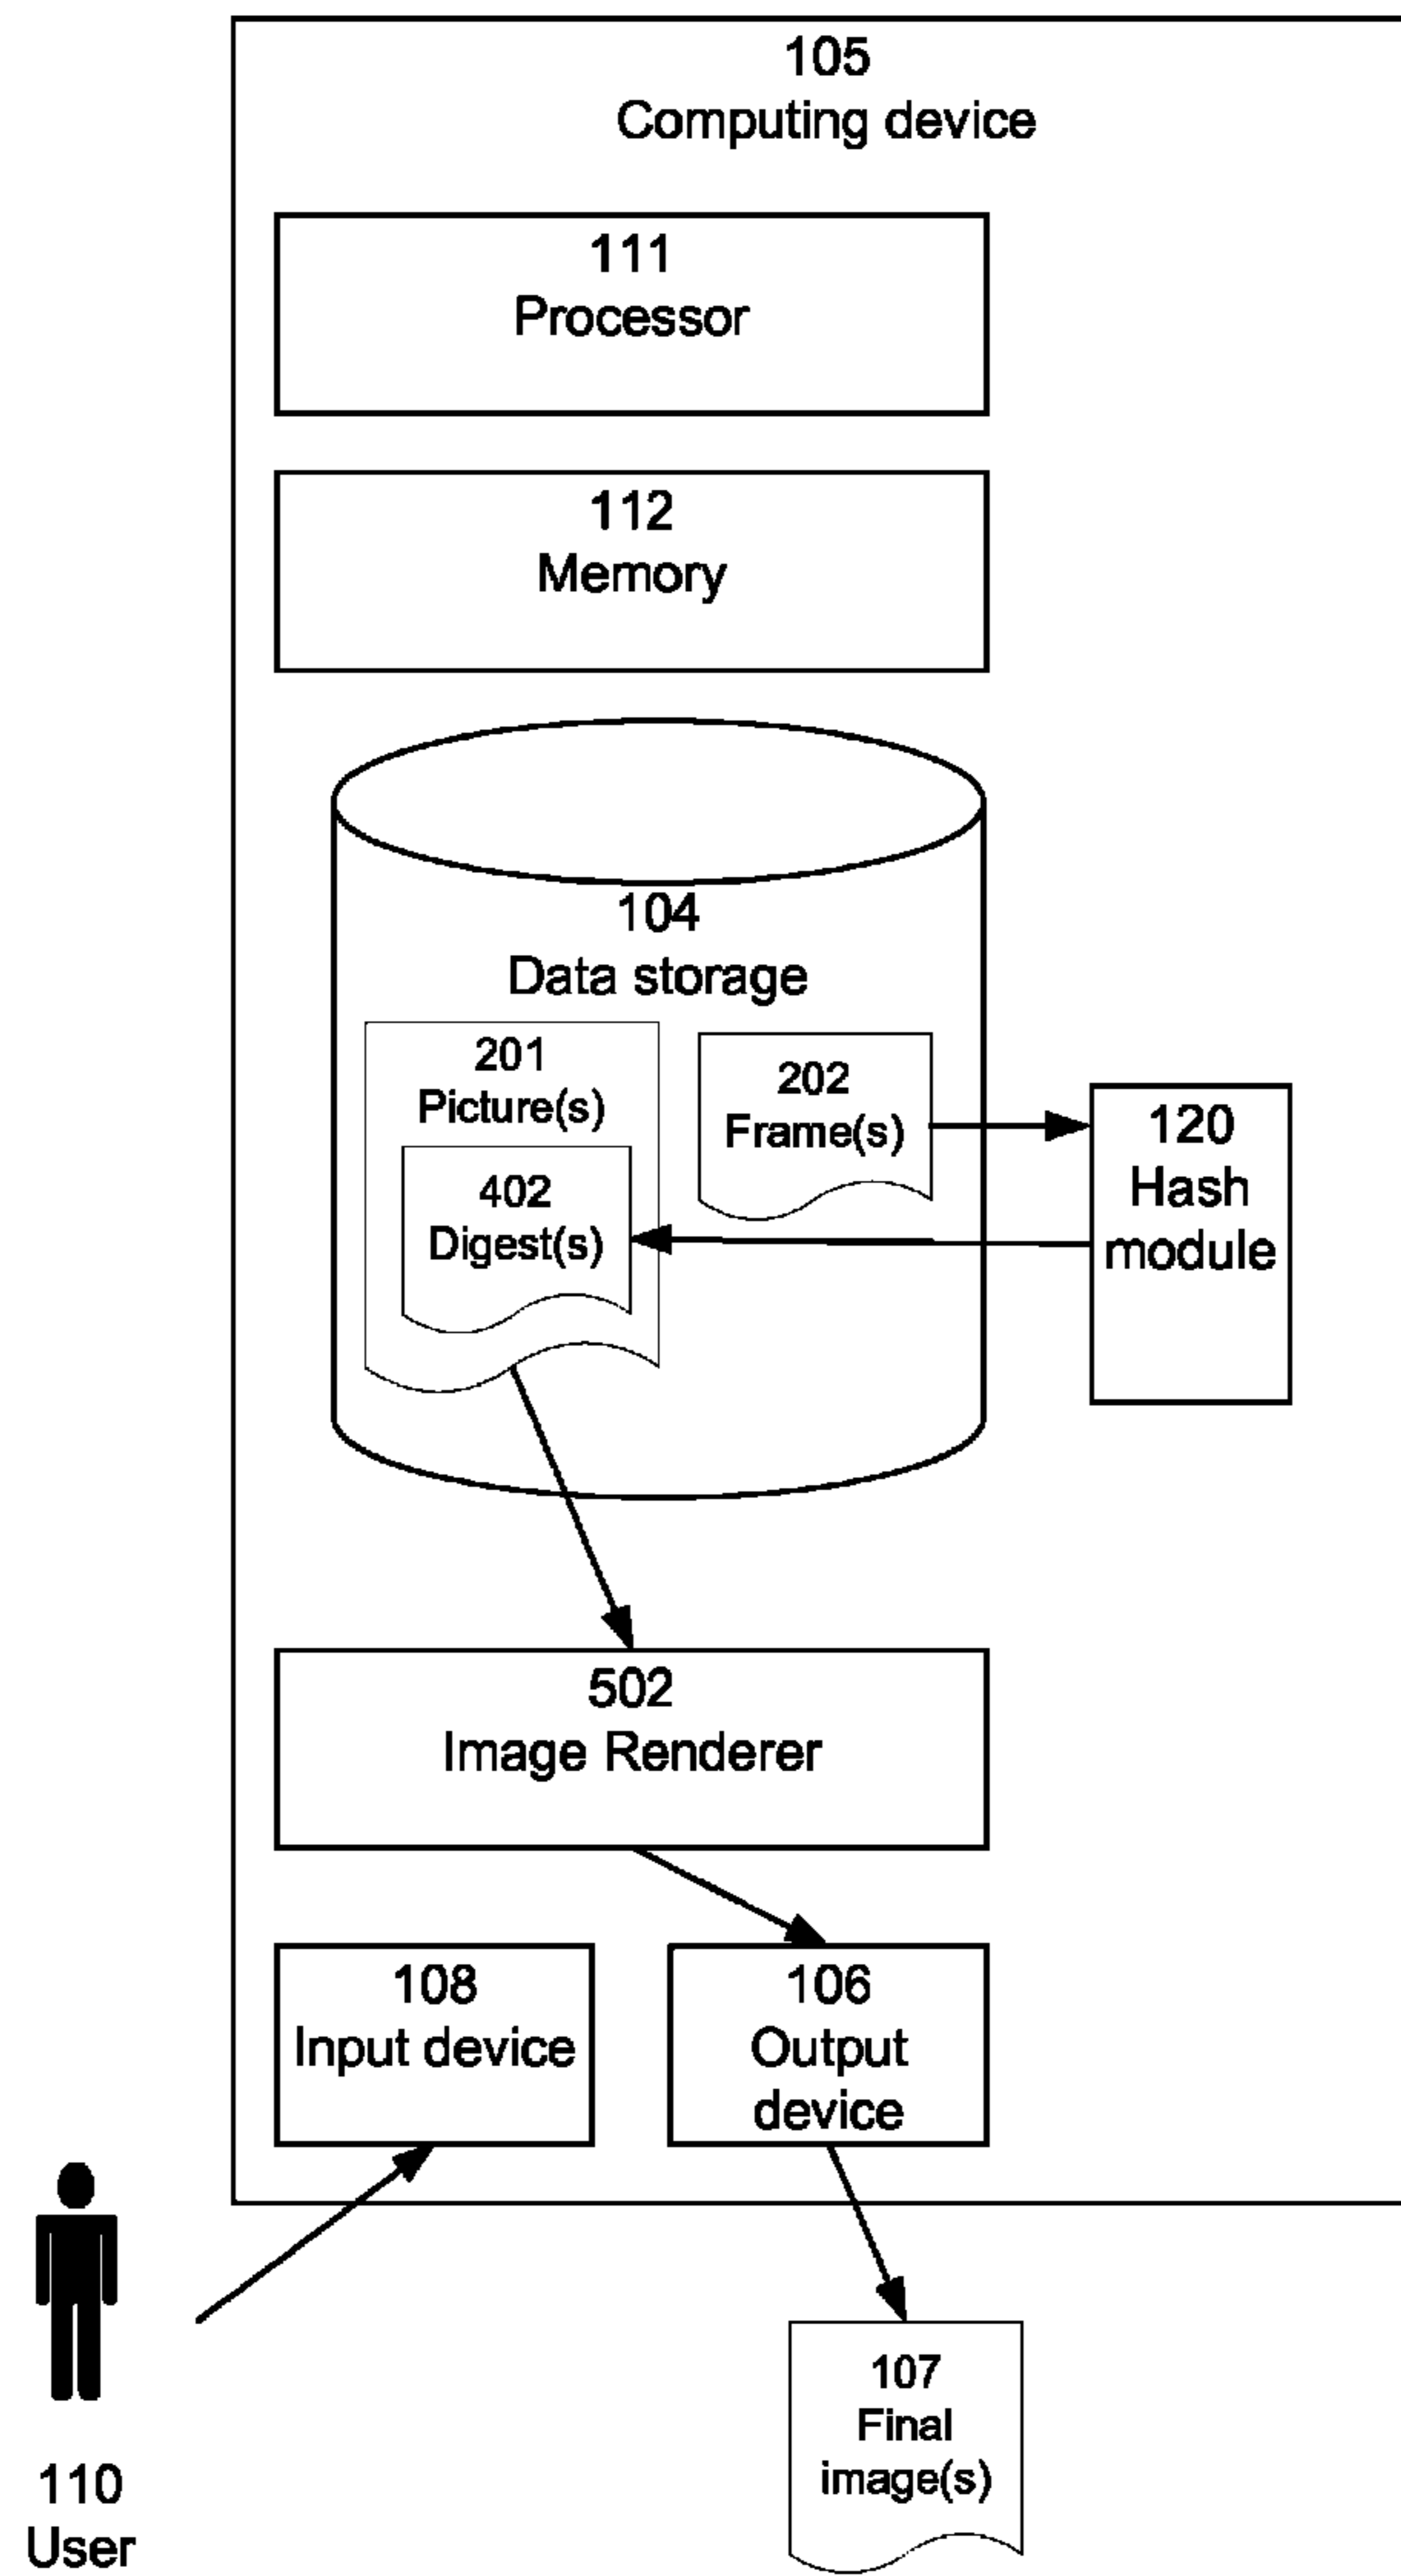 105
Computing device
111
Processor
112
Memory
104
Data storage
201
Picture(s)
402
Digest(s)
202
Frame(s)
120
Hash
module
502
Image Renderer
108
Input device
106
Output
device
110
User
107
Final
image(s)